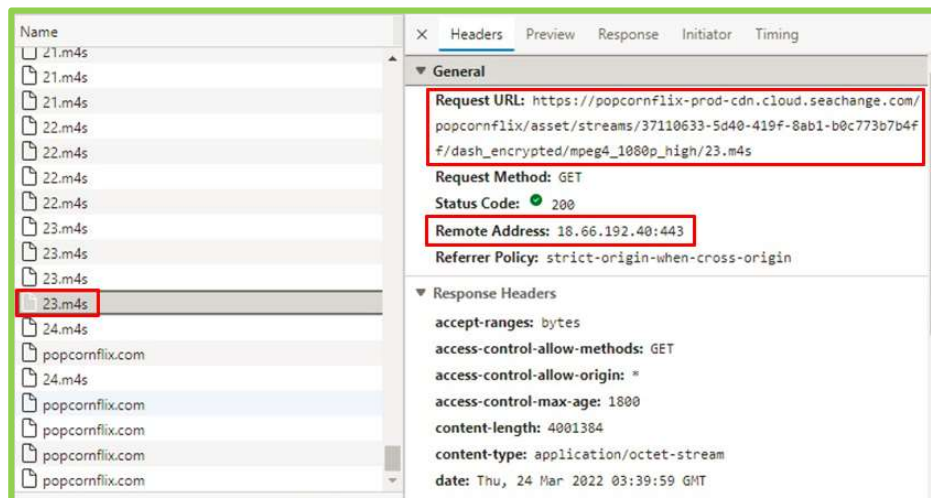 Name
21.m4s
21.m4s
21.m4s
22.m4s
22.m4s
22.m4s
22.m4s
23.m4s
23.m4s
23.m4s
23.m4s
24.m4s
popcornflix.com
24.m4s
popcornflix.com
popcornflix.com
popcornflix.com
popcornflix.com
× Headers Preview Response Initiator Timing
▼ General
Request URL: https://popcornflix-prod-cdn.cloud.seachange.com/
popcornflix/asset/streams/37110633-5d40-419f-8ab1-b0c773b7b4f
f/dash_encrypted/mpeg4_1080p_high/23.m4s
Request Method: GET
Status Code: 200
Remote Address: 18.66.192.40:443
Referrer Policy: strict-origin-when-cross-origin
▼ Response Headers
accept-ranges: bytes
access-control-allow-methods: GET
access-control-allow-origin: *
access-control-max-age: 1800
content-length: 4001384
content-type: application/octet-stream
date: Thu, 24 Mar 2022 03:39:59 GMT